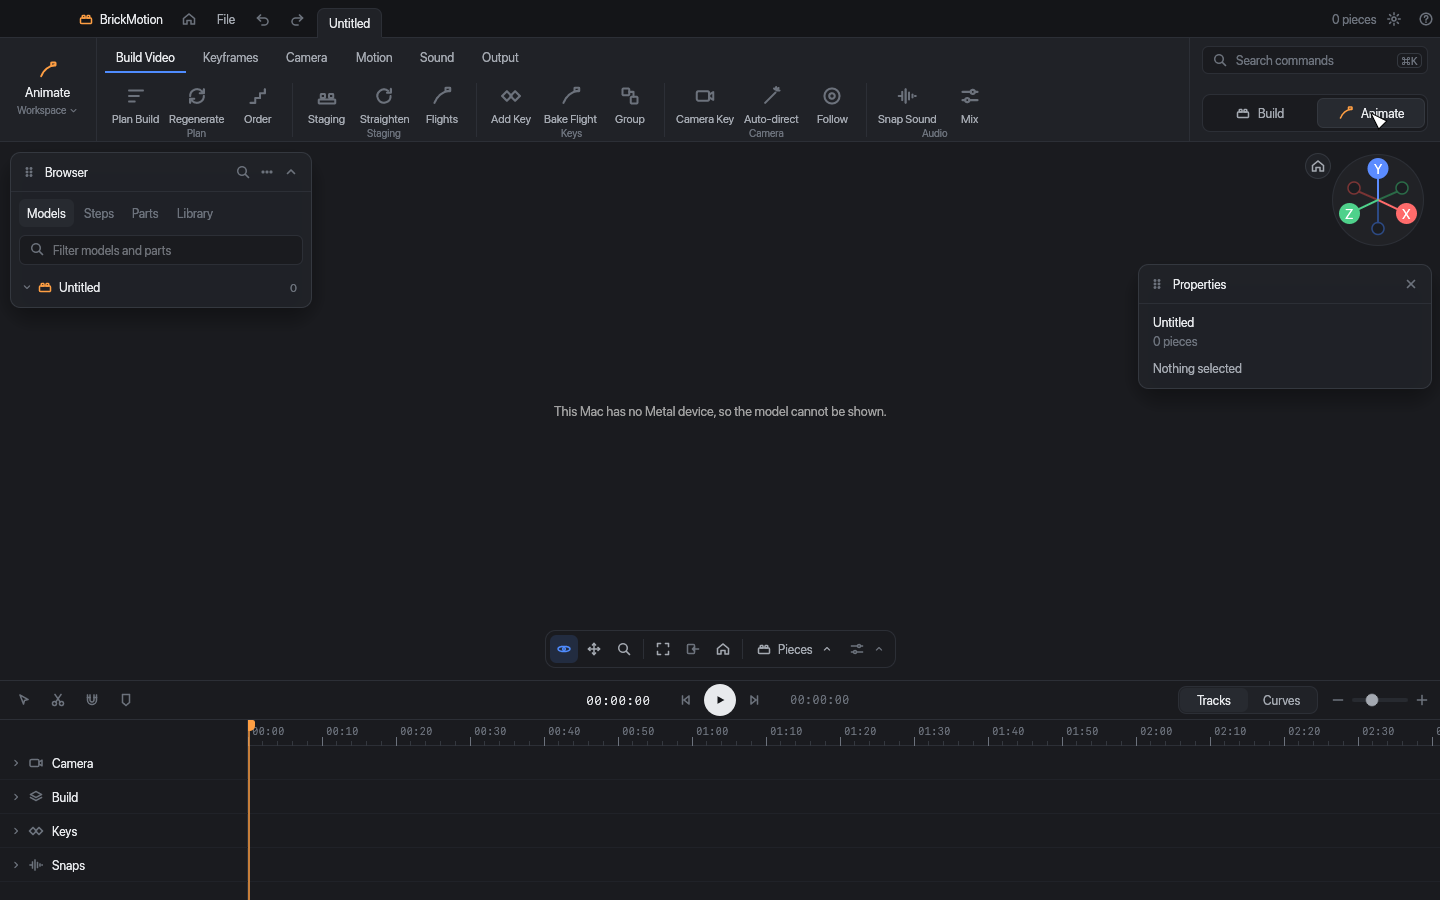 BrickMotion
File
Untitled
0 pieces
Animate
Workspace
Build Video
Keyframes
Camera
Motion
Sound
Output
Plan Build
Regenerate
Order
Plan
Staging
Straighten
Flights
Staging
Add Key
Bake Flight
Group
Keys
Camera Key
Auto-direct
Follow
Camera
Snap Sound
Mix
Audio
Search commands
⌘K
Build
Animate
Browser
Models
Steps
Parts
Library
Filter models and parts
Untitled
0
Y
Z
X
Properties
Untitled
0 pieces
Nothing selected
This Mac has no Metal device, so the model cannot be shown.
Pieces
00:00:00
00:00:00
Tracks
Curves
00:00
00:10
00:20
00:30
00:40
00:50
01:00
01:10
01:20
01:30
01:40
01:50
02:00
02:10
02:20
02:30
Camera
Build
Keys
Snaps